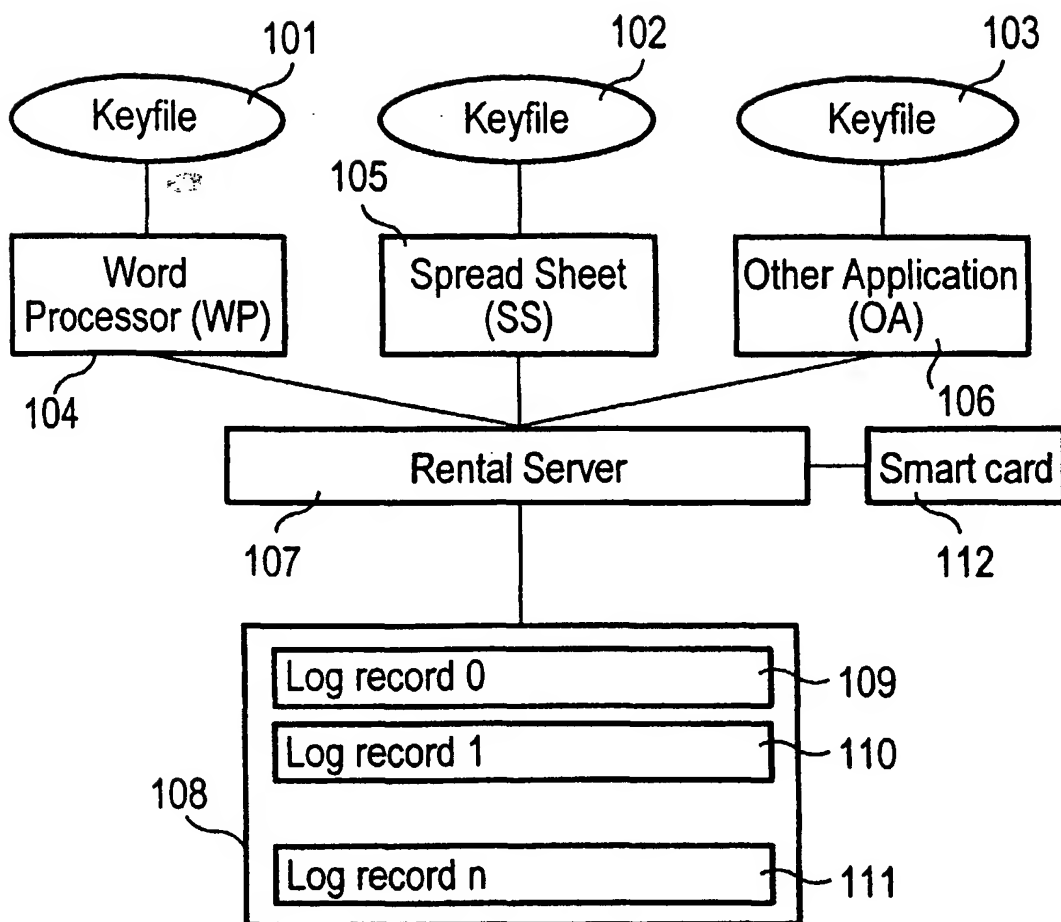 101
102
103
Keyfile
Keyfile
Keyfile
105
Word
Processor (WP)
Spread Sheet
(SS)
Other Application
(OA)
104
106
Rental Server
Smart card
107
112
Log record 0
109
Log record 1
110
108
Log record n
111